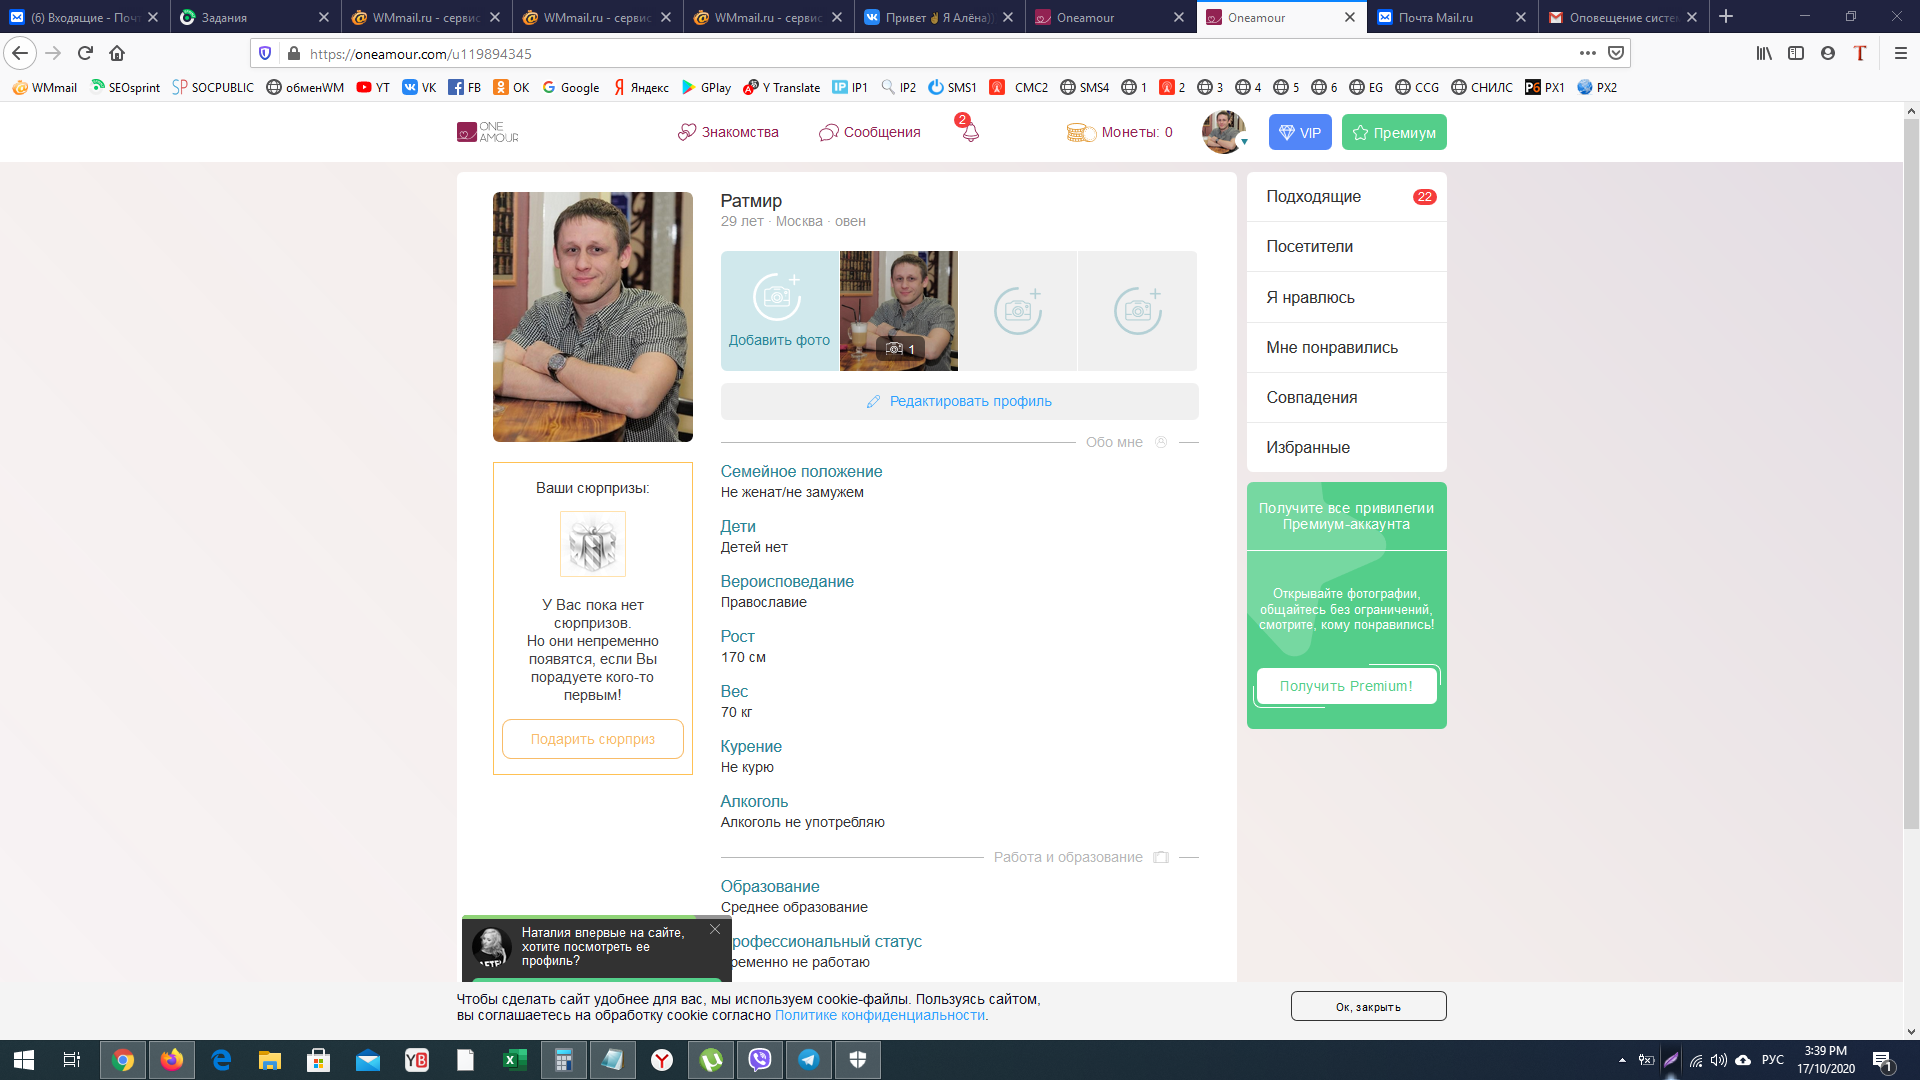 (6) Входящие - Почт
Задания
WMmail.ru - сервис
WMmail.ru - сервис
WMmail.ru - сервис
Привет ✌ Я Алёна))
Oneamour
Oneamour
Почта Mail.ru
Оповещение систем
https://oneamour.com/u119894345
WMmail
SEOsprint
SOCPUBLIC
обменWM
YT
VK
FB
OK
Google
Яндекс
GPlay
Y Translate
IP1
IP2
SMS1
СМС2
SMS4
1
2
3
4
5
6
EG
CCG
СНИЛС
PX1
PX2
ONE
AMOUR
Знакомства
Сообщения
2
Монеты: 0
VIP
Премиум
Ратмир
29 лет · Москва · овен
Добавить фото
1
Редактировать профиль
Обо мне
Семейное положение
Не женат/не замужем
Дети
Детей нет
Вероисповедание
Православие
Рост
170 см
Вес
70 кг
Курение
Не курю
Алкоголь
Алкоголь не употребляю
Работа и образование
Образование
Среднее образование
рофессиональный статус
ременно не работаю
Ваши сюрпризы:
У Вас пока нет
сюрпризов.
Но они непременно
появятся, если Вы
порадуете кого-то
первым!
Подарить сюрприз
Подходящие
22
Посетители
Я нравлюсь
Мне понравились
Совпадения
Избранные
Получите все привилегии
Премиум-аккаунта
Открывайте фотографии,
общайтесь без ограничений,
смотрите, кому понравились!
Получить Premium!
Наталия впервые на сайте,
хотите посмотреть ее
профиль?
Чтобы сделать сайт удобнее для вас, мы используем cookie-файлы. Пользуясь сайтом,
вы соглашаетесь на обработку cookie согласно Политике конфиденциальности.
Ок, закрыть
РУС
3:39 PM
17/10/2020
1